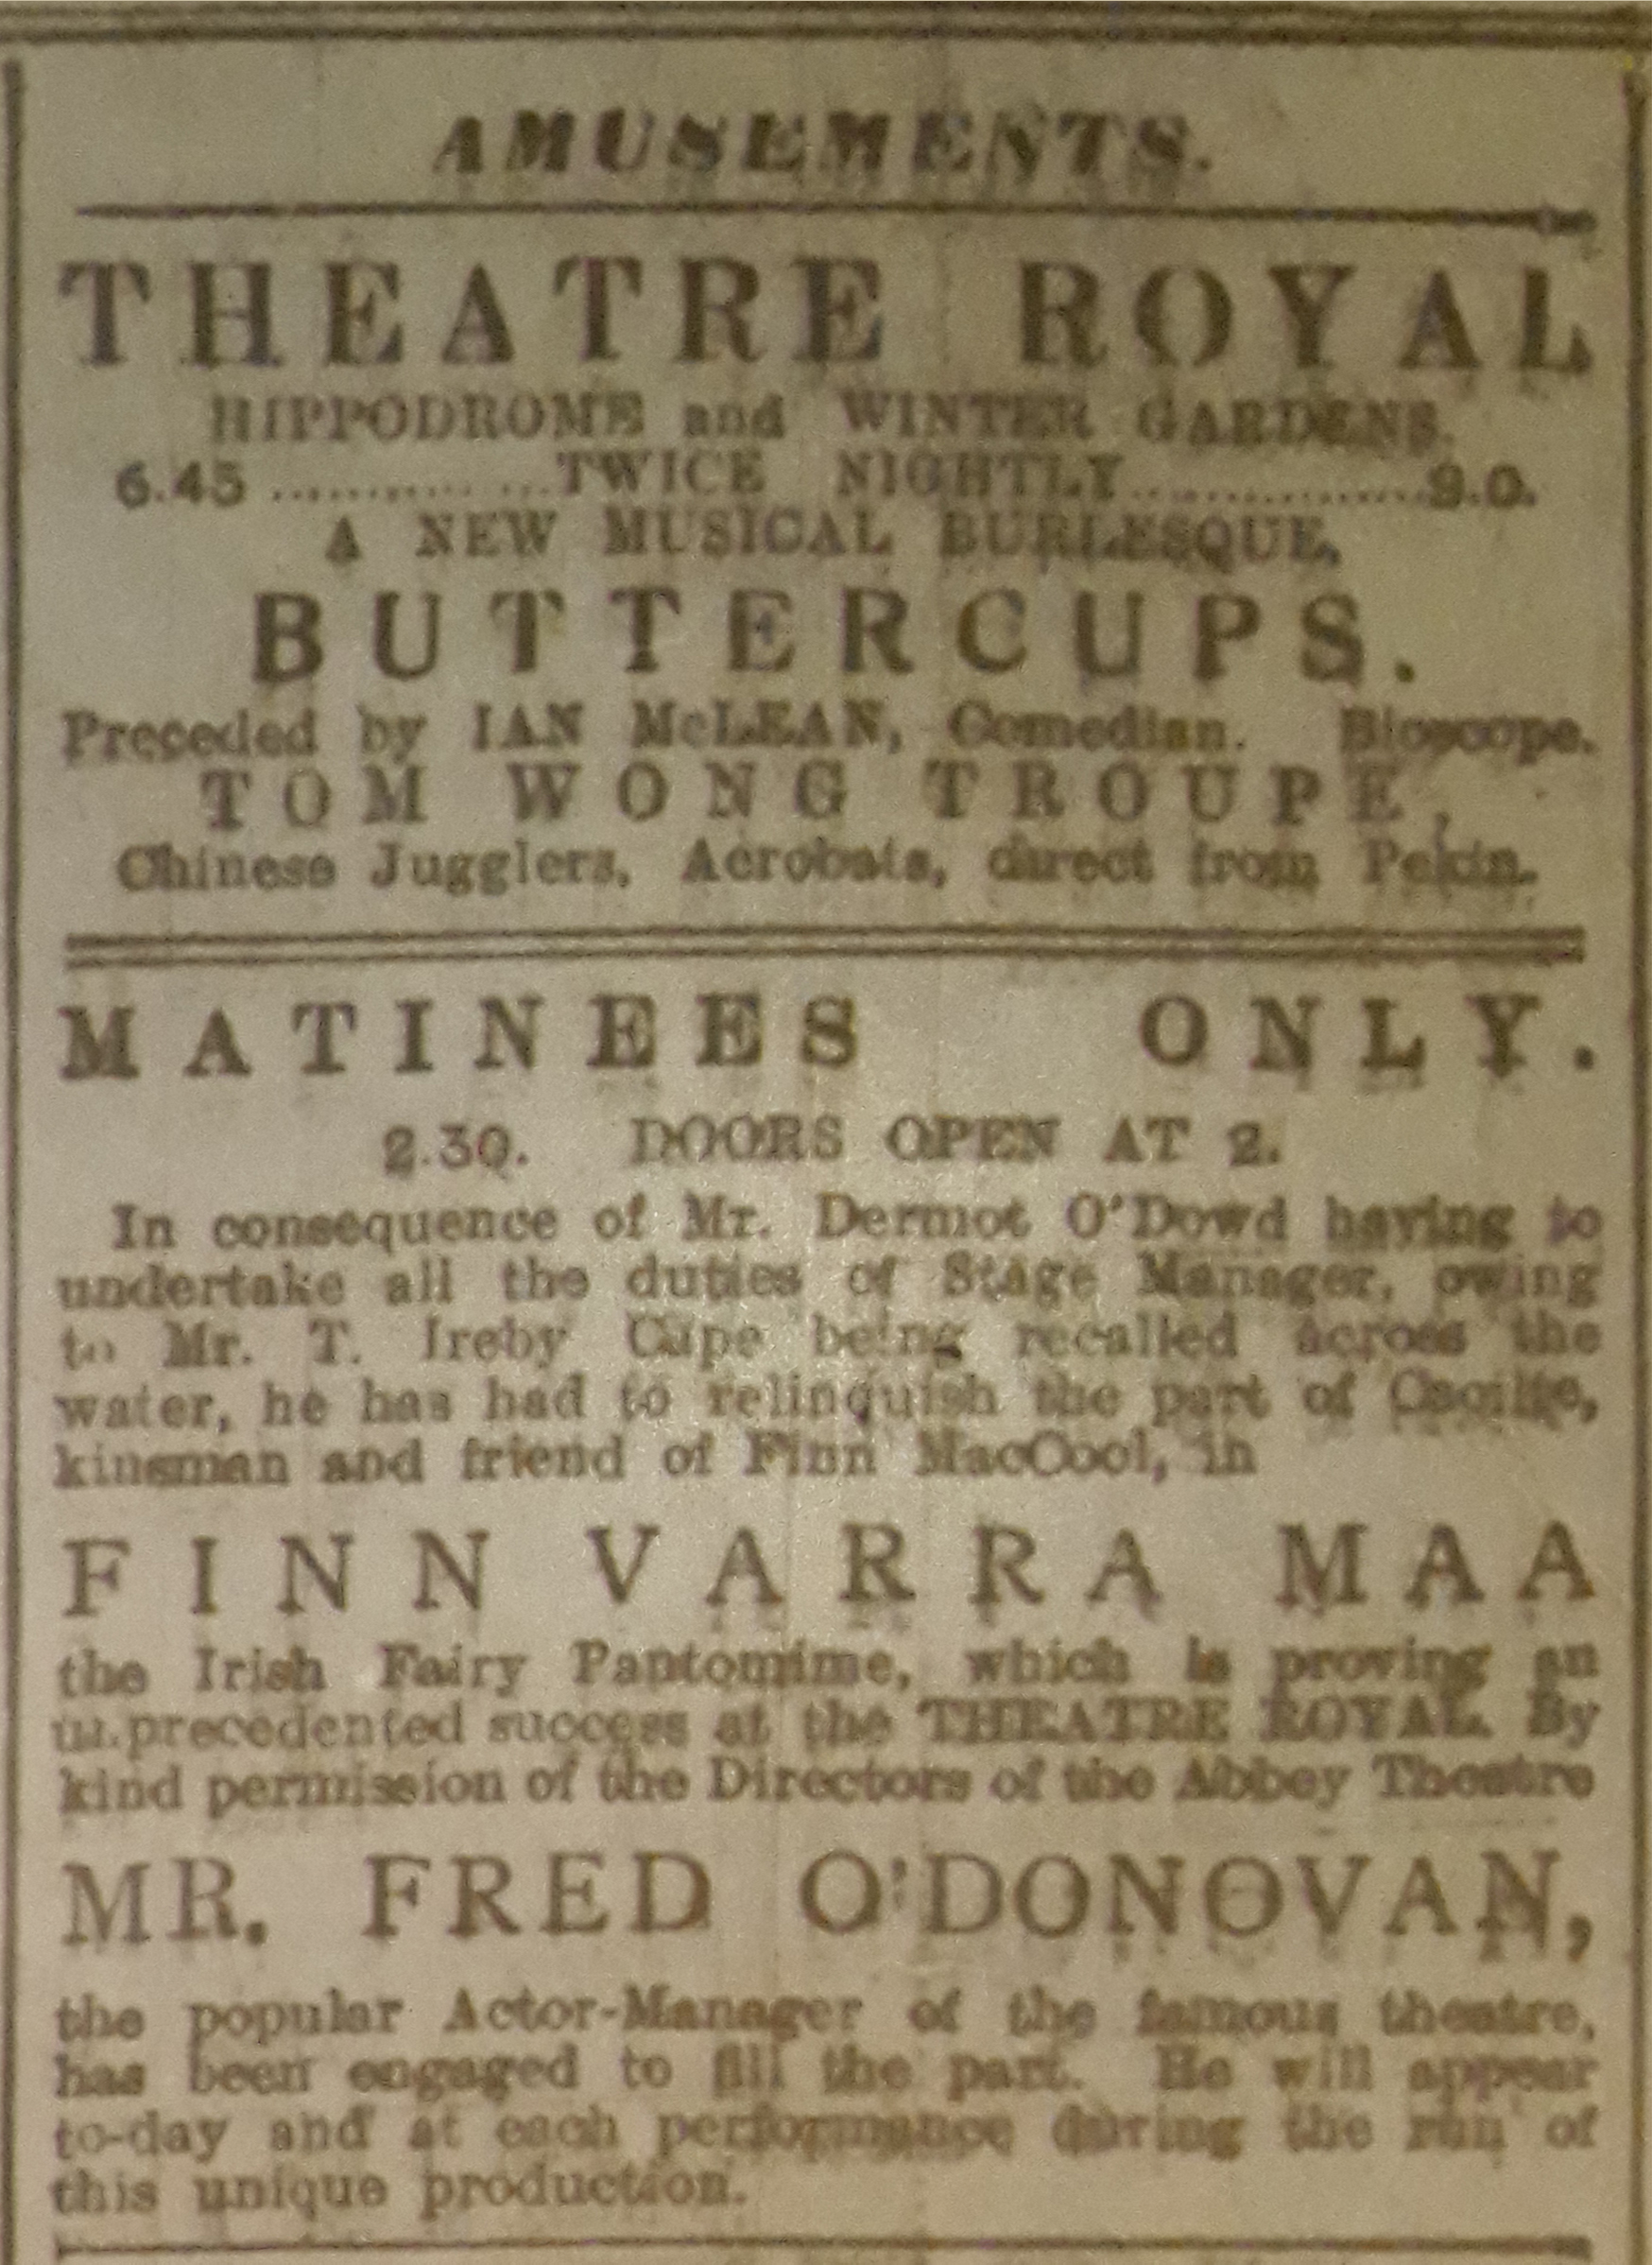 AMUSEMENTS.
THEATRE ROYAL
HIPPODROME and WINTER GARDENS.
6.45 .......... ...TWICE NIGHTLY................9.0.
A NEW MUSICAL BURLESQUE,
BUTTERCUPS.
Preceded by IAN McLEAN, Comedian. Bioscope.
TOM WONG TROUPE,
Chinese Jugglers, Acrobats, direct from Pekin.
MATINEES ONLY.
2.30. DOORS OPEN AT 2.
In consequence of Mr. Dermot O'Dowd having to
undertake all the duties of Stage Manager, owing
to Mr. T. Ireby Cape being recalled across the
water, he has had to relinquish the part of
kinsman and friend of Finn MacCool, in
FINN VARRA MAA
the Irish Fairy Pantomime, which is proving an
unprecedented success at the THEATRE ROYAL. By
kind permission of the Directors of the Abbey Theatre
MR. FRED O'DONOVAN,
the popular Actor-Manager of the famous theatre,
has been engaged to fill the part. He will appear
to-day and at each performance during the run of
this unique production.